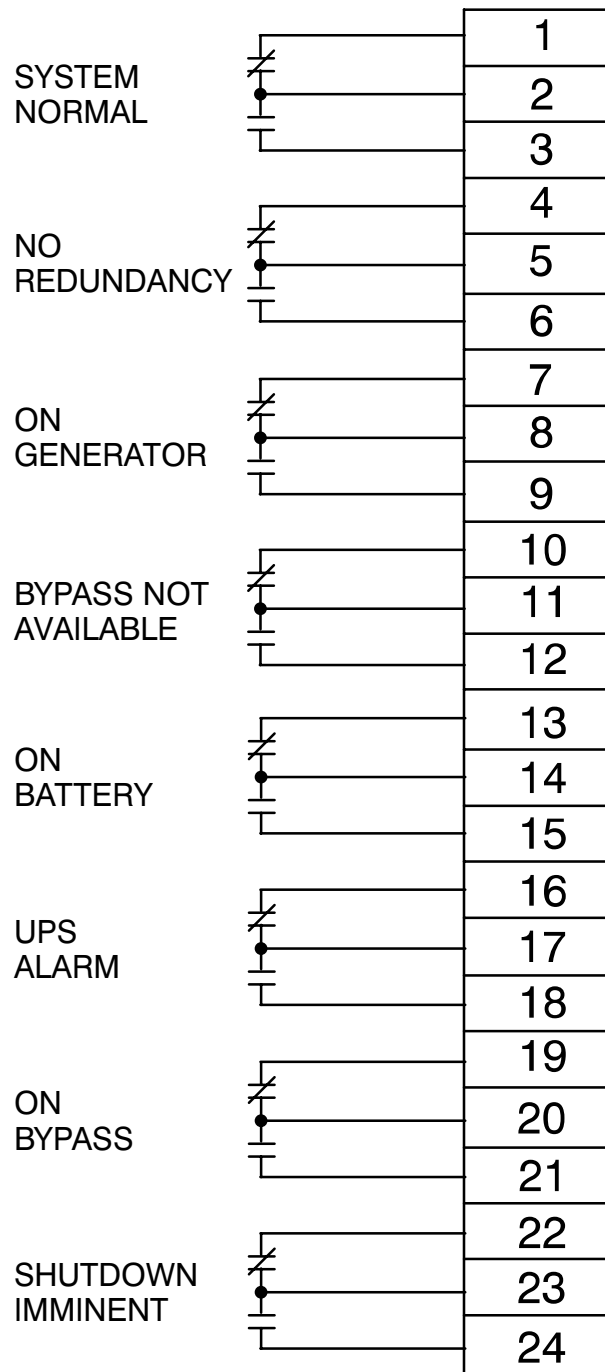 1
SYSTEM
NORMAL
2
3
4
NO
REDUNDANCY
5
6
7
ON
GENERATOR
8
9
10
BYPASS NOT
AVAILABLE
11
12
13
ON
BATTERY
14
15
16
UPS
ALARM
17
18
19
ON
BYPASS
20
21
22
SHUTDOWN
IMMINENT
23
24